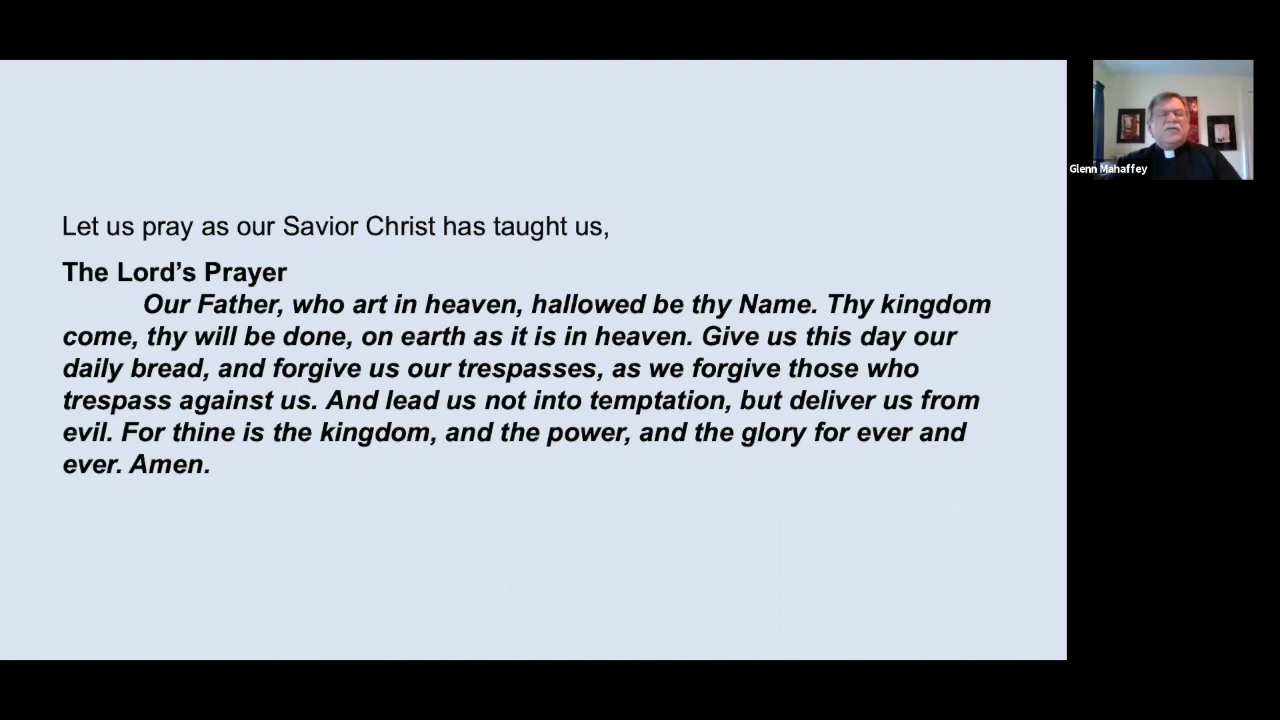 Let us pray as our Savior Christ has taught us,
The Lord’s Prayer
Our Father, who art in heaven, hallowed be thy Name. Thy kingdom
come, thy will be done, on earth as it is in heaven. Give us this day our
daily bread, and forgive us our trespasses, as we forgive those who
trespass against us. And lead us not into temptation, but deliver us from
evil. For thine is the kingdom, and the power, and the glory for ever and
ever. Amen.
Glenn Mahaffey